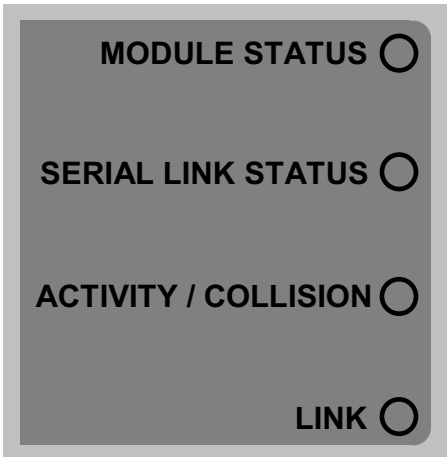 MODULE STATUS
SERIAL LINK STATUS
ACTIVITY / COLLISION
LINK